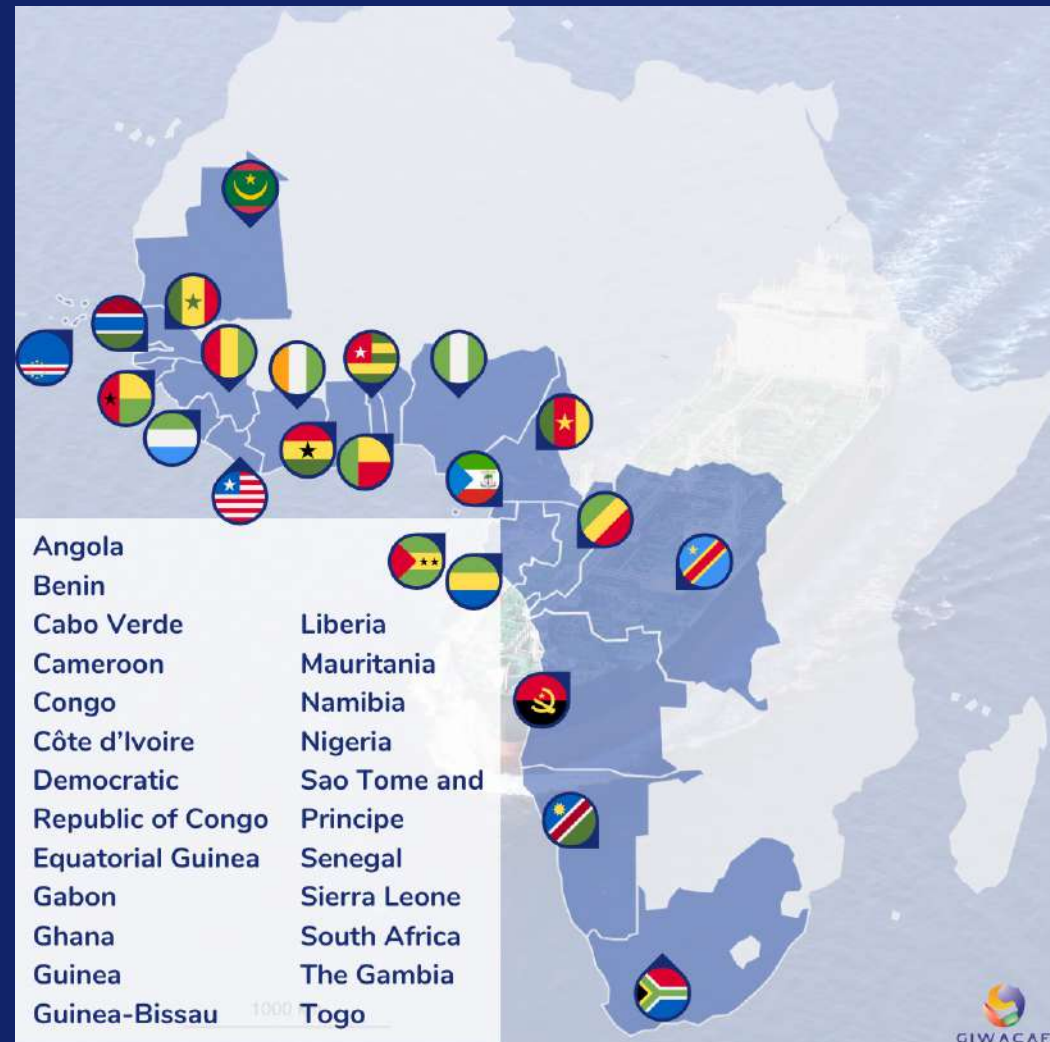 Angola
Benin
Cabo Verde
Cameroon
Congo
Côte d'Ivoire
Democratic
Republic of Congo
Equatorial Guinea
Gabon
Ghana
Guinea
Guinea-Bissau
Liberia
Mauritania
Namibia
Nigeria
Sao Tome and
Principe
Senegal
Sierra Leone
South Africa
The Gambia
Togo
1000
GIWACAF